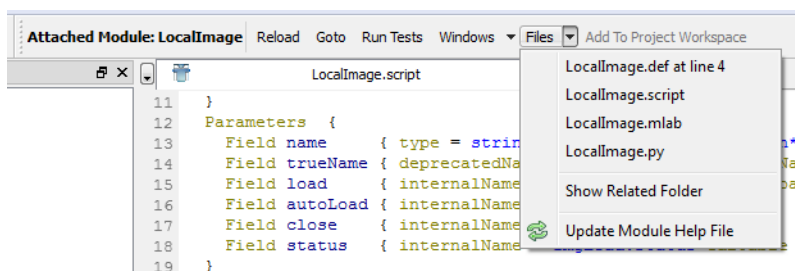 Attached Module: LocalImage Reload Goto Run Tests Windows Files Add To Project Workspace
LocalImage.script
LocalImage.def at line 4
LocalImage.script
LocalImage.mlab
LocalImage.py
Show Related Folder
Update Module Help File
11 }
12 Parameters {
13 Field name { type = strin
14 Field trueName { deprecatedNa
15 Field load { internalName
16 Field autoLoad { internalName
17 Field close { internalName
18 Field status { internalName
19 }